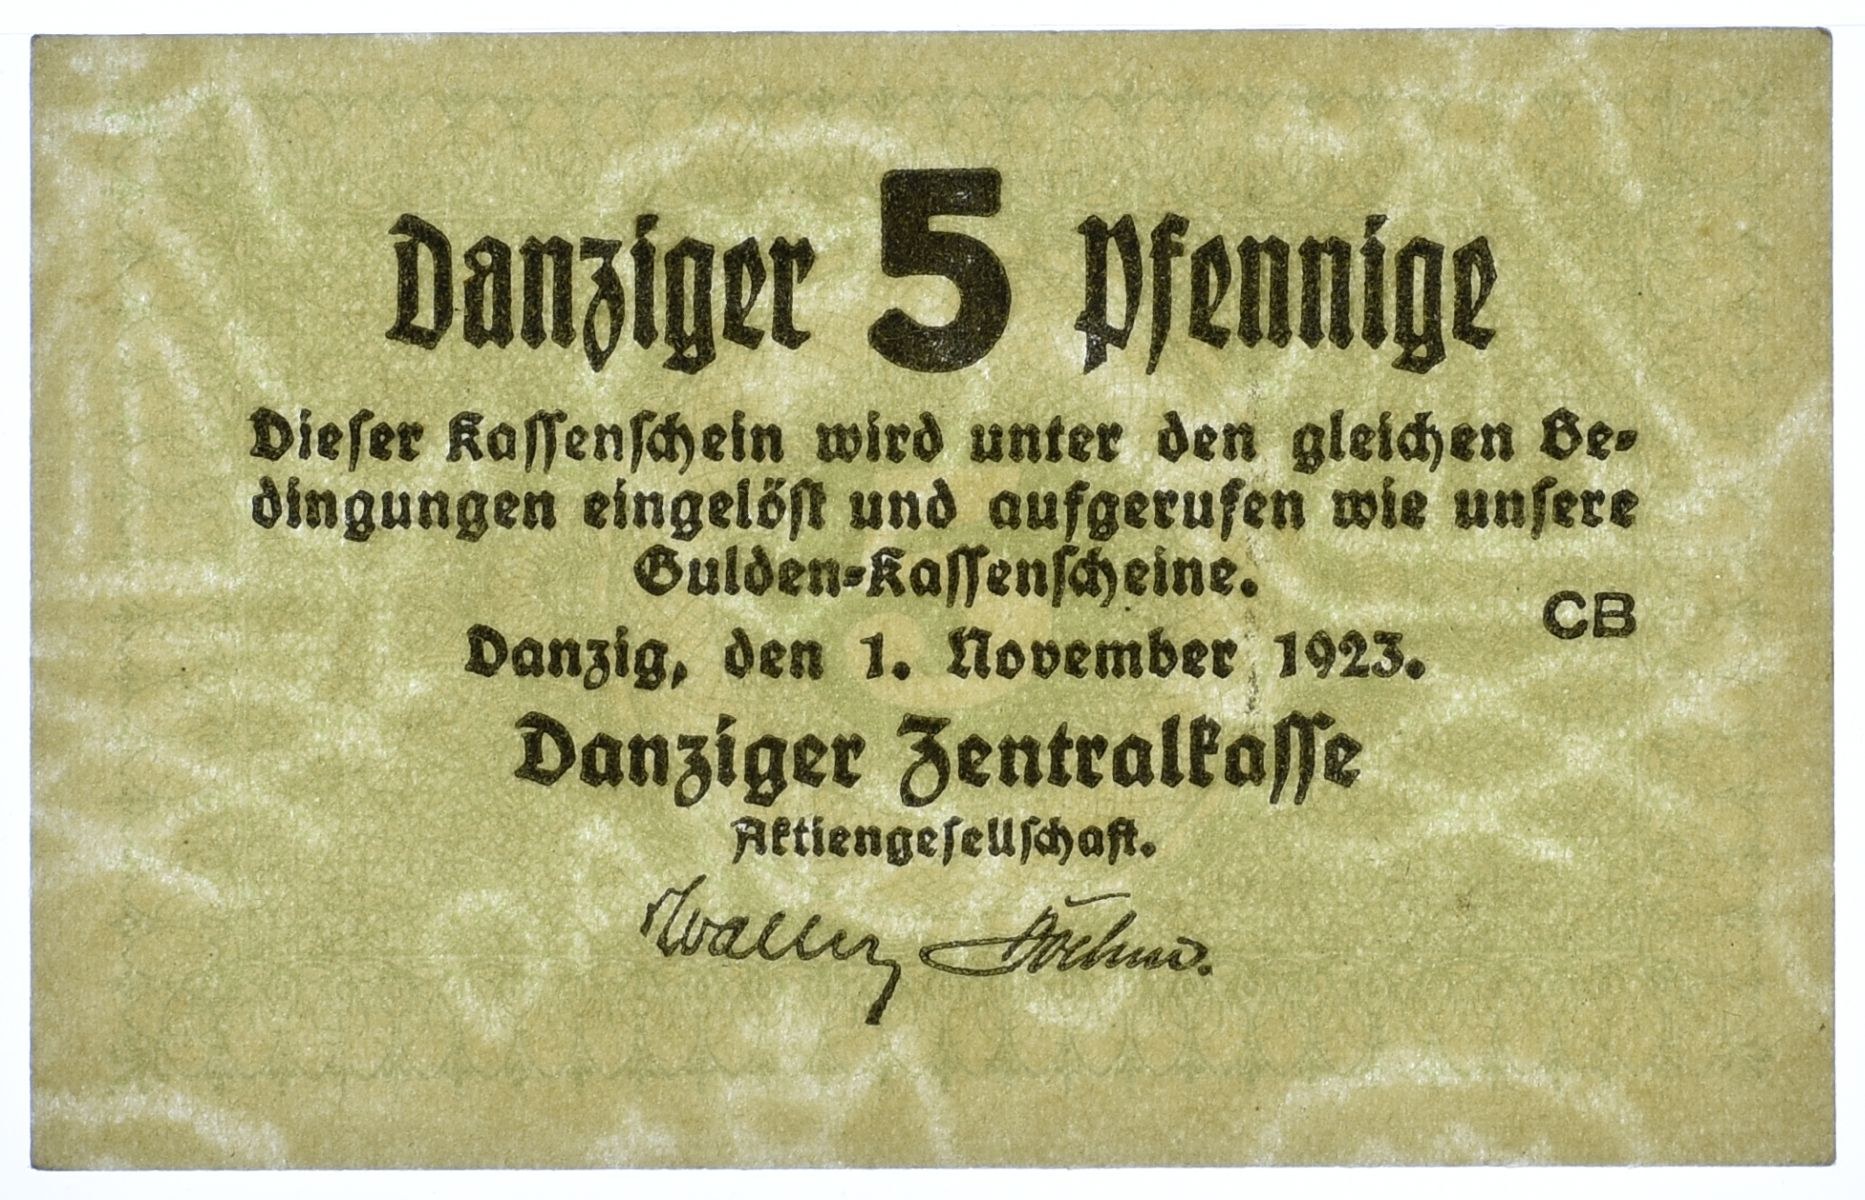 Danziger 5 Pfennige
Dieser Kassenschein wird unter den gleichen Be-
dingungen eingelöst und aufgerufen wie unsere
Gulden-Kassenscheine.
CB
Danzig, den 1. November 1923.
Danziger Zentralkasse
Aktiengesellschaft.